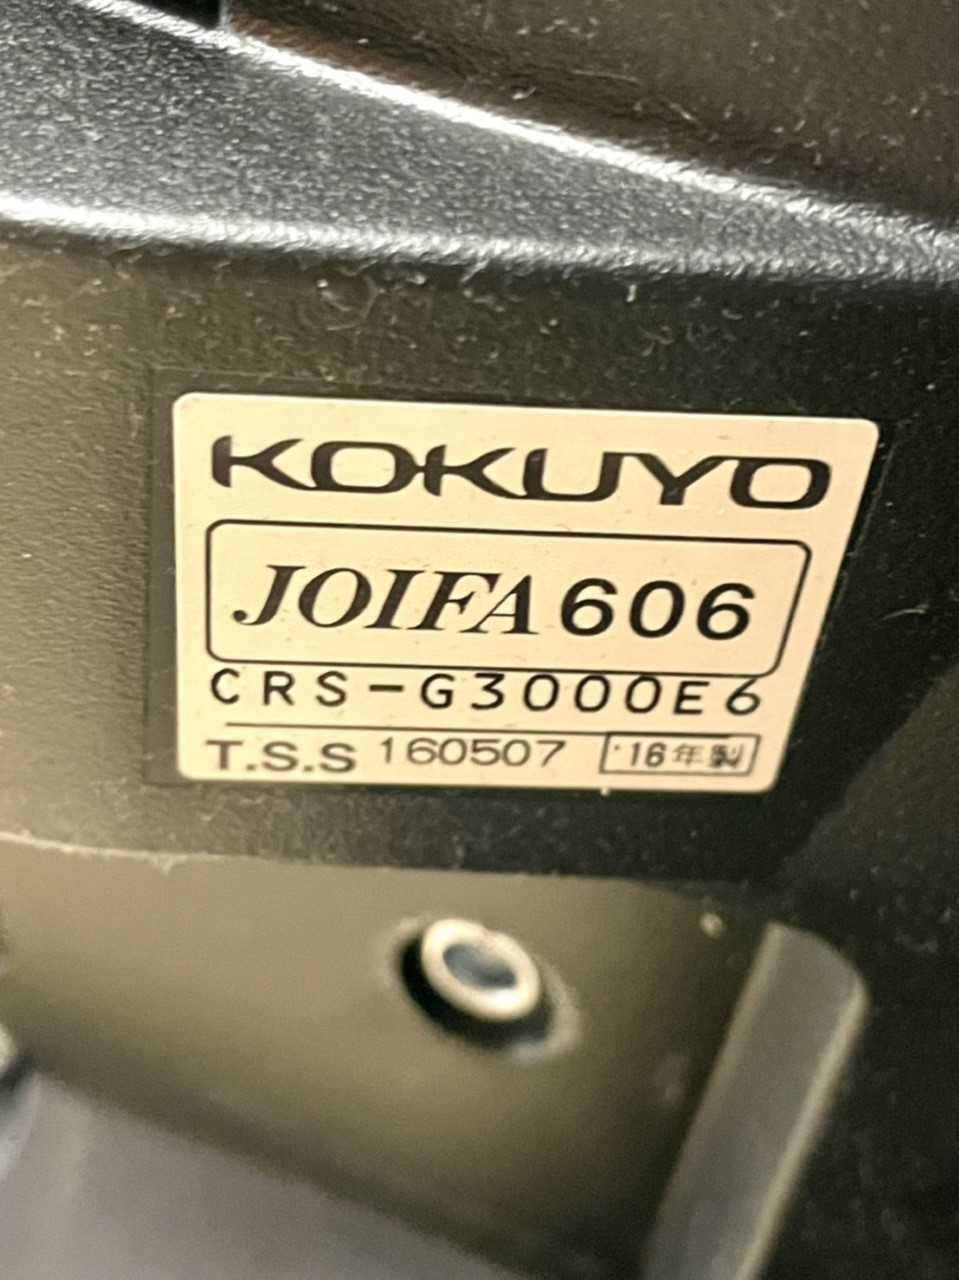 KOKUYO
JOIFA 606
CRS-G3000E6
T.S.S 160507 '16年製